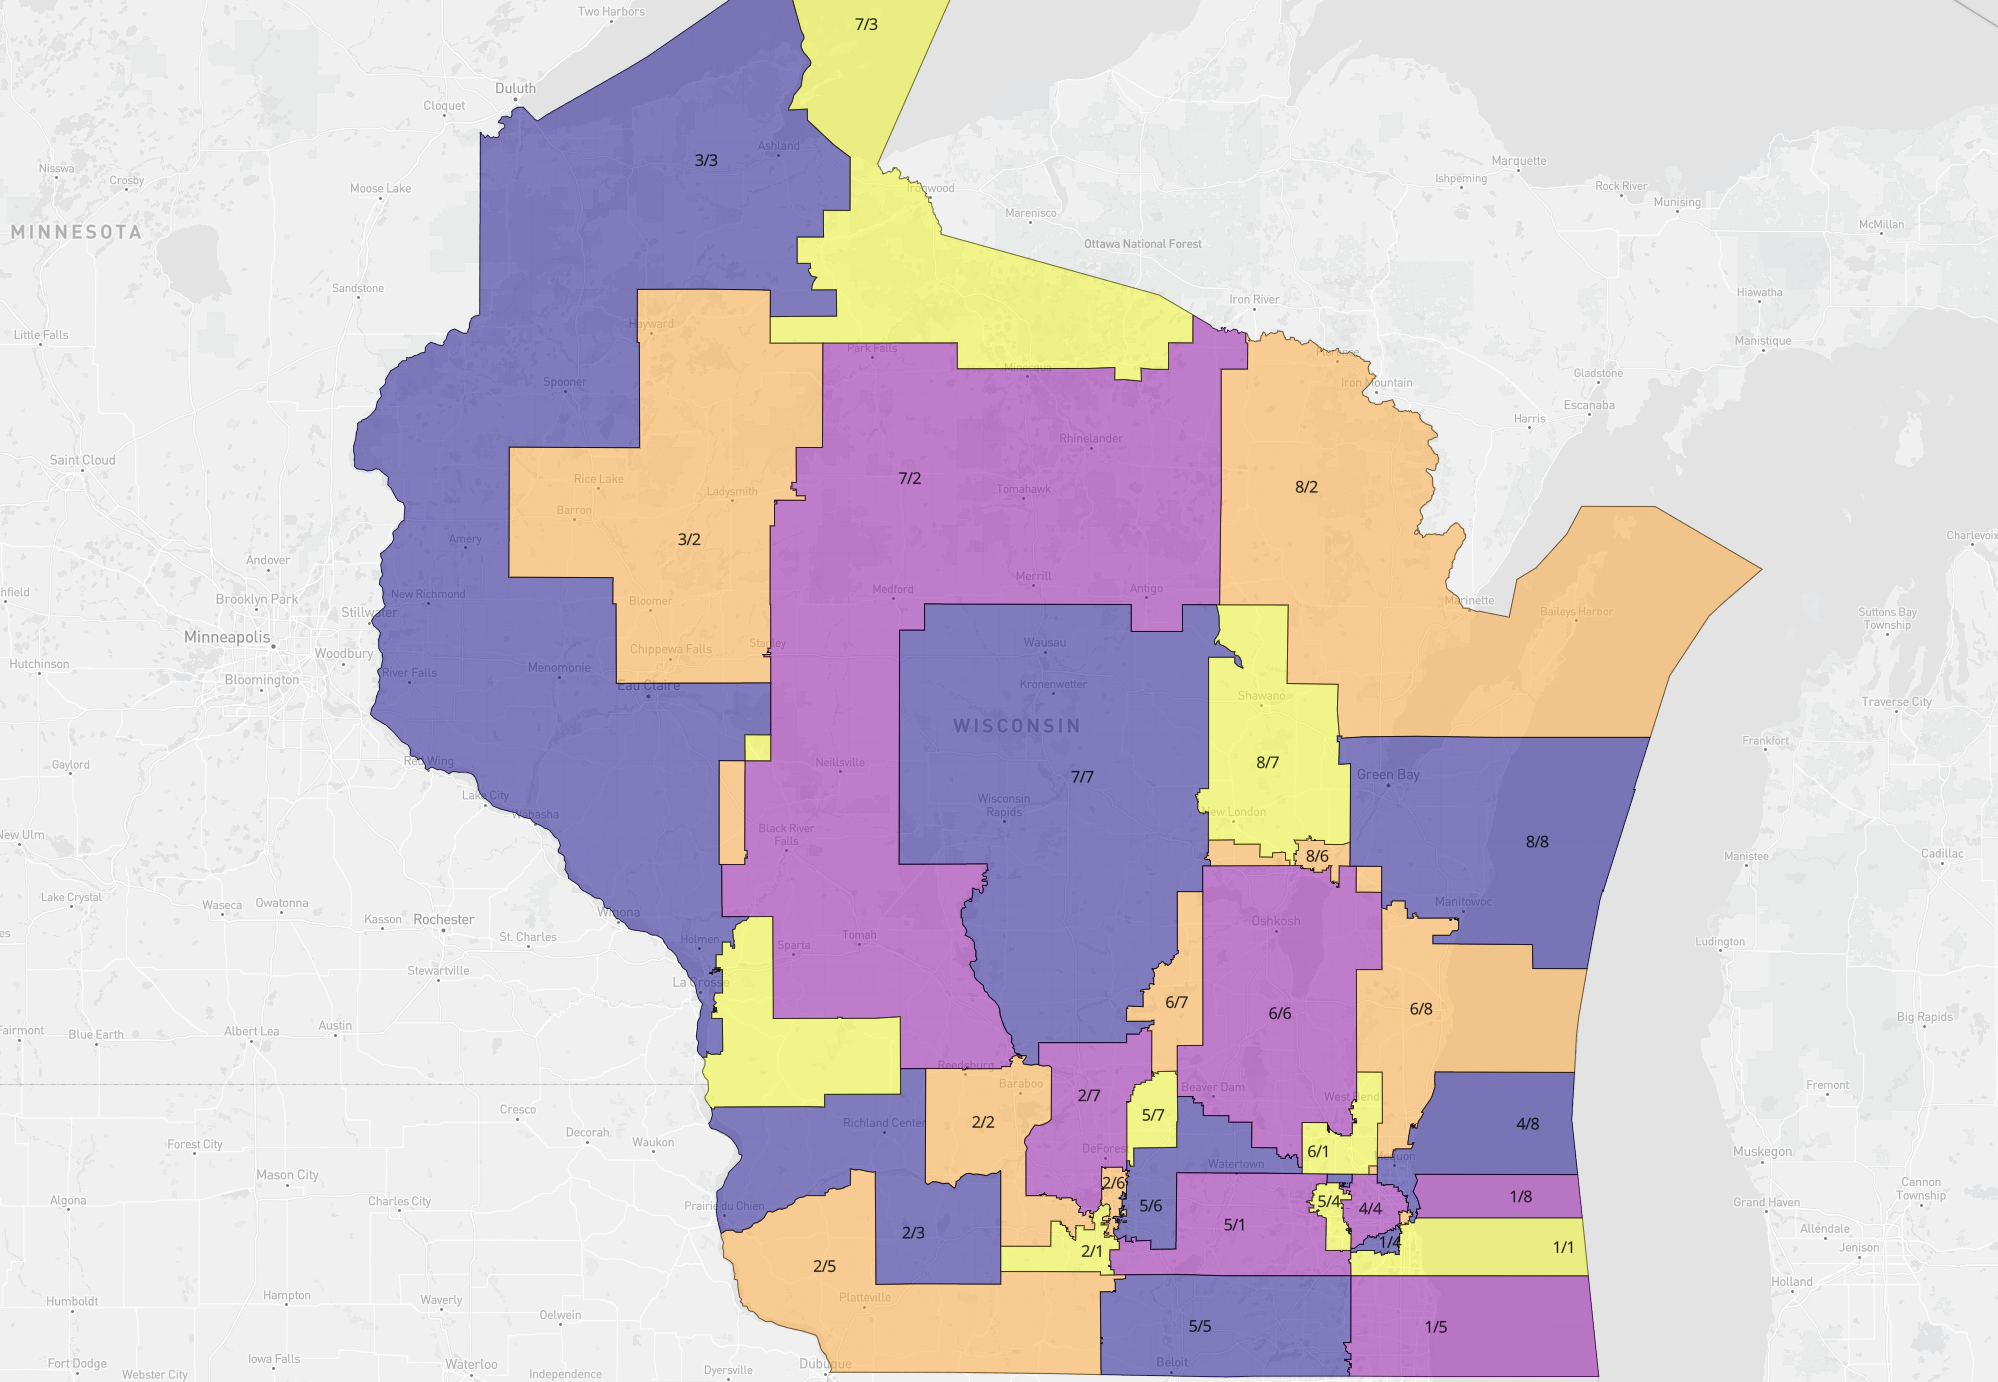 Two Harbors
7/3
Duluth
Cloquet
Nisswa
Crosby
Moose Lake
3/3
Ashland
Ironwood
Marenisco
Marquette
Ishpeming
Rock River
Munising
MINNESOTA
McMillan
Ottawa National Forest
Sandstone
Iron River
Hiawatha
Little Falls
Hayward
Park Falls
Minocqua
Florence
Manistique
Spooner
Iron Mountain
Gladstone
Escanaba
Harris
Saint Cloud
Rhinelander
Rice Lake
Ladysmith
7/2
Tomahawk
8/2
Barron
3/2
Amery
Andover
Charlevoix
hfield
Brooklyn Park
New Richmond
Stillwater
Bloomer
Medford
Merrill
Antigo
Marinette
Baileys Harbor
Suttons Bay
Township
Minneapolis
Woodbury
Chippewa Falls
Stanley
Wausau
Hutchinson
Bloomington
River Falls
Menomonie
Eau Claire
Kronenwetter
Shawano
Traverse City
WISCONSIN
Gaylord
Red Wing
Neillsville
7/7
8/7
Green Bay
Frankfort
Lake City
Wabasha
Wisconsin
Rapids
New London
New Ulm
Black River
Falls
8/6
8/8
Manistee
Cadillac
Lake Crystal
Waseca
Owatonna
Kasson
Rochester
Winona
Oshkosh
Manitowoc
St. Charles
Holmen
Sparta
Tomah
Ludington
Stewartville
La Crosse
6/7
6/6
6/8
Big Rapids
Fairmont
Blue Earth
Albert Lea
Austin
Reedsburg
Baraboo
2/7
Beaver Dam
West Bend
Fremont
Cresco
5/7
Richland Center
2/2
4/8
Forest City
Decorah
Waukon
DeForest
6/1
Muskegon
Mason City
Watertown
Mequon
2/6
Algona
Charles City
Prairie du Chien
5/6
5/1
5/4
4/4
1/8
Cannon
Township
Grand Haven
2/3
2/1
1/4
1/1
Allendale
Jenison
2/5
Holland
Humboldt
Hampton
Waverly
Oelwein
Platteville
5/5
1/5
Fort Dodge
Webster City
Iowa Falls
Waterloo
Independence
Dyersville
Dubuque
Beloit